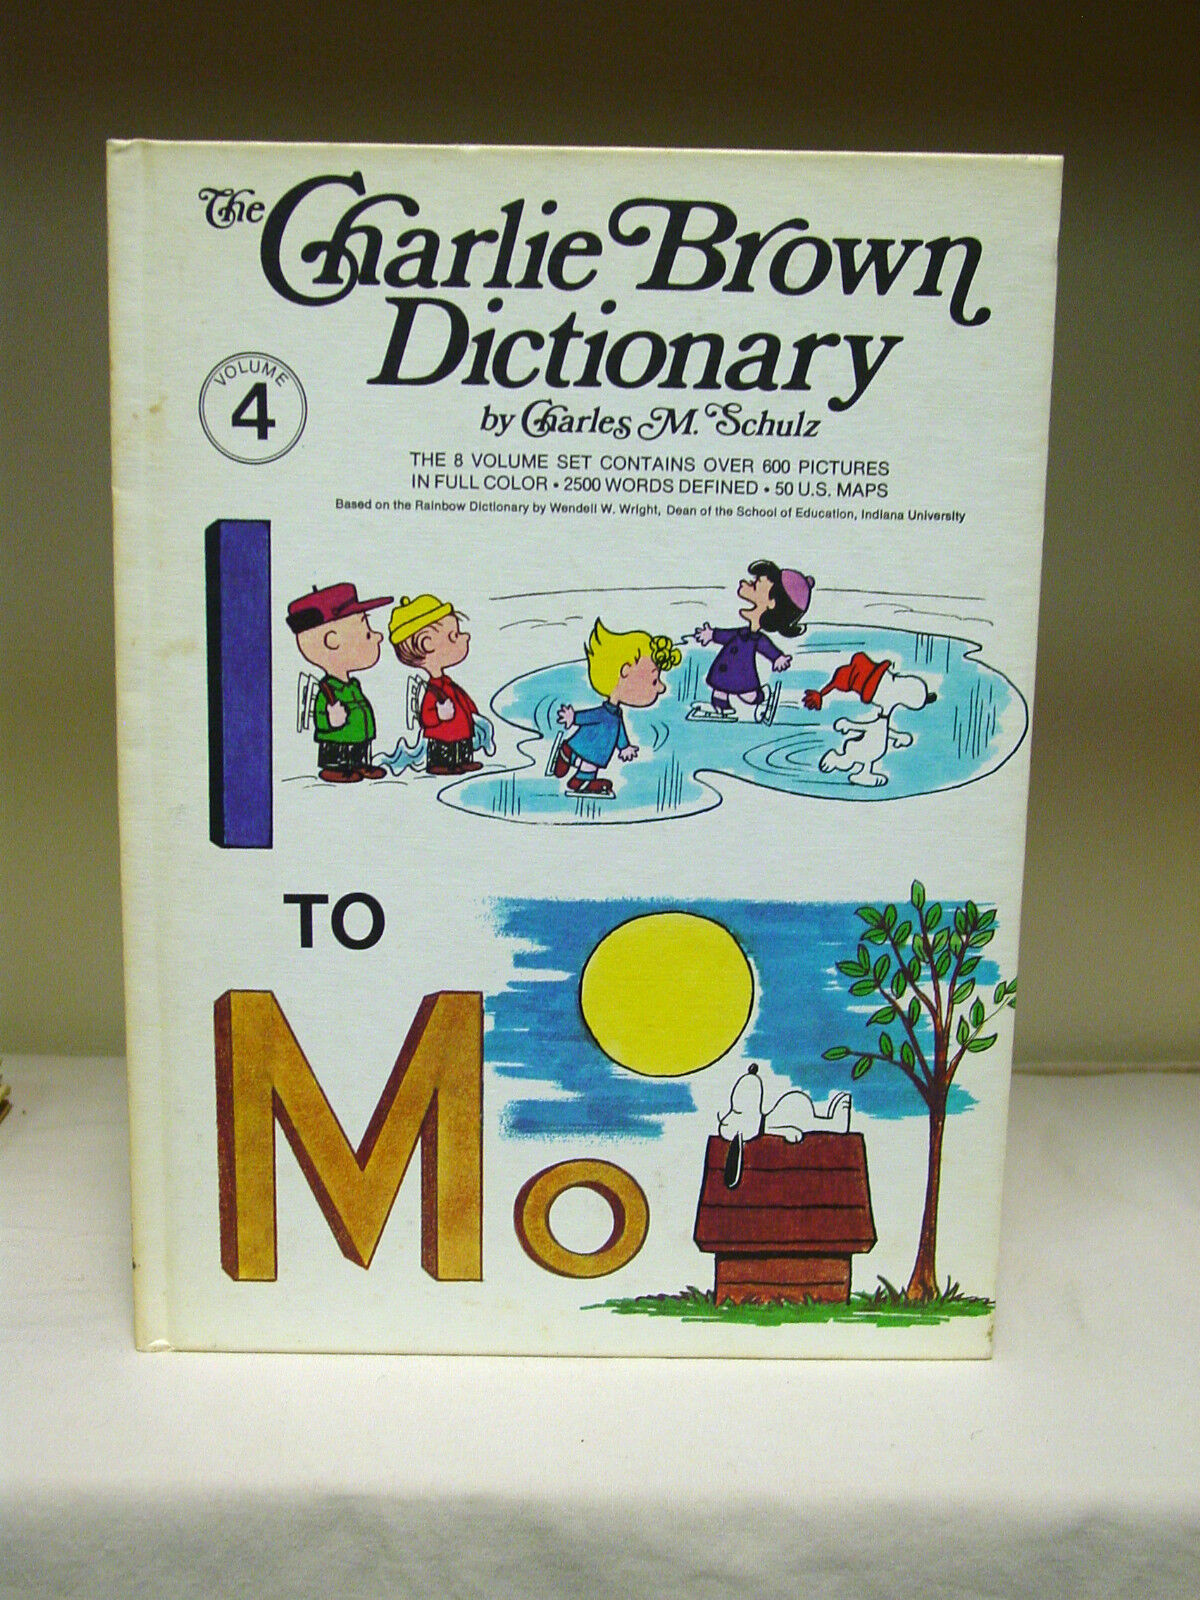 The Charlie Brown
Dictionary
VOLUME
4
by Charles M. Schulz
THE 8 VOLUME SET CONTAINS OVER 600 PICTURES
IN FULL COLOR • 2500 WORDS DEFINED • 50 U.S. MAPS
Based on the Rainbow Dictionary by Wendell W. Wright, Dean of the School of Education, Indiana University
I
TO
Mo